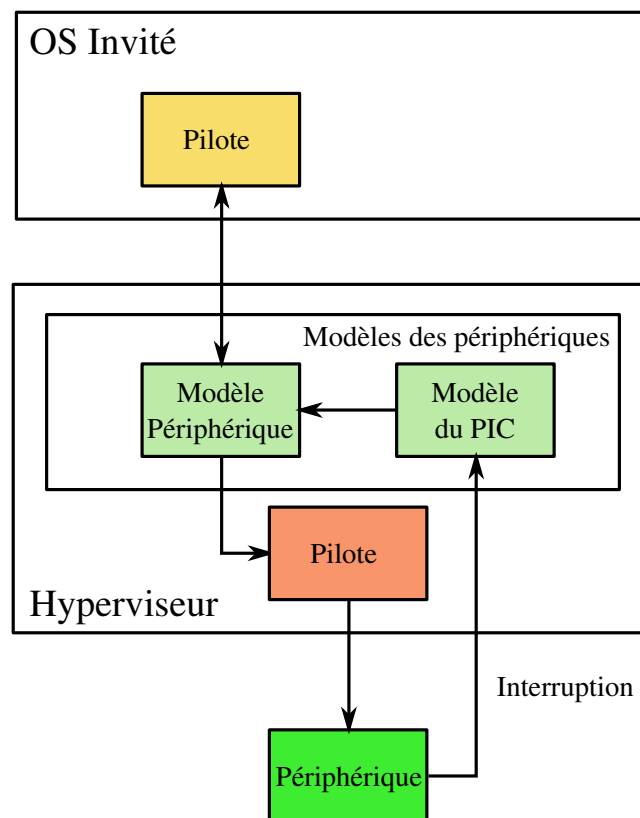 OS Invité
Pilote
Modèles des périphériques
Modèle
Périphérique
Modèle
du PIC
Pilote
Hyperviseur
Interruption
Périphérique